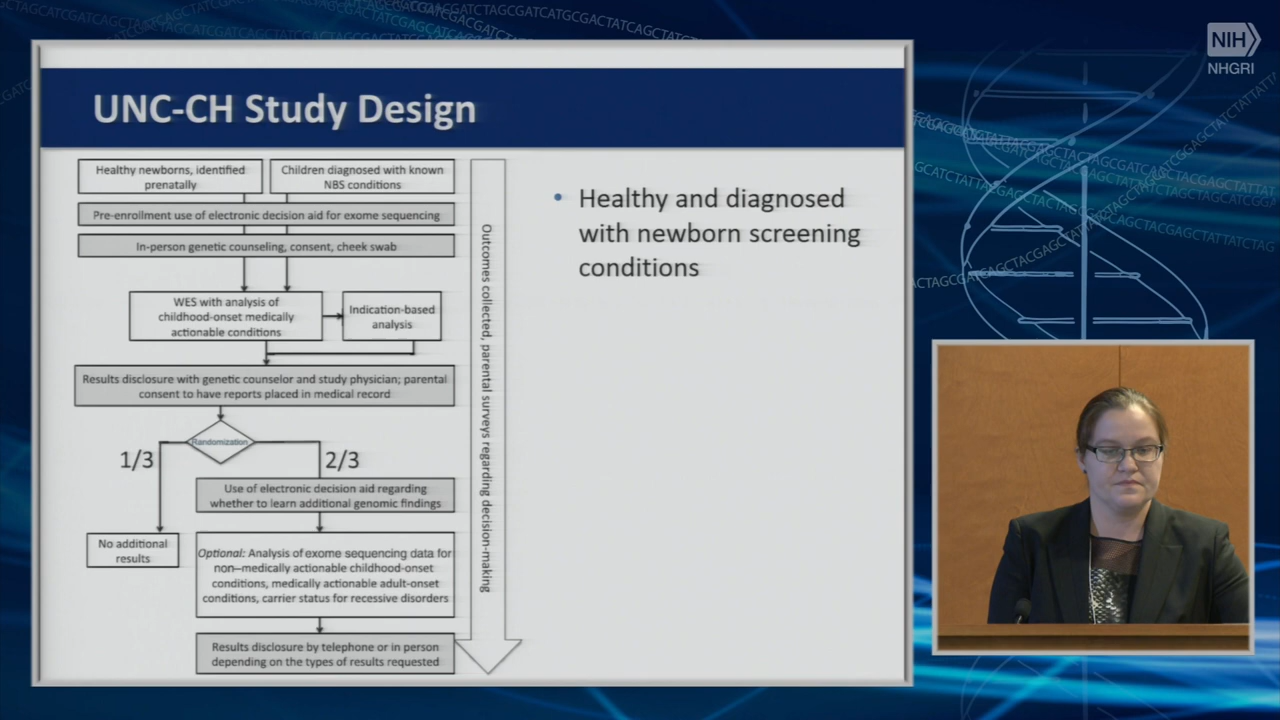 NIH
NHGRI
UNC-CH Study Design
Healthy newborns, identified
prenatally
Children diagnosed with known
NBS conditions
Pre-enrollment use of electronic decision aid for exome sequencing
In-person genetic counseling, consent, cheek swab
WES with analysis of
childhood-onset medically
actionable conditions
Indication-based
analysis
Results disclosure with genetic counselor and study physician; parental
consent to have reports placed in medical record
Randomization
1/3
2/3
Use of electronic decision aid regarding
whether to learn additional genomic findings
No additional
results
Optional: Analysis of exome sequencing data for
non–medically actionable childhood-onset
conditions, medically actionable adult-onset
conditions, carrier status for recessive disorders
Results disclosure by telephone or in person
depending on the types of results requested
Outcomes collected, parental surveys regarding decision-making
• Healthy and diagnosed
with newborn screening
conditions